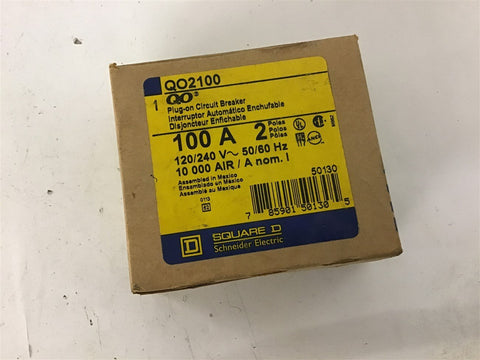 QO2100
1 QO®
Plug-on Circuit Breaker
Interruptor Automático Enchufable
Disjoncteur Enfichable
100 A 2 Poles Polos Pôles
120/240 V~ 50/60 Hz
10 000 AIR / A nom. I
Assembled in Mexico
Ensamblado en México
Assemblé au Mexique
50130
7 85901 50130 5
SQUARE D
Schneider Electric